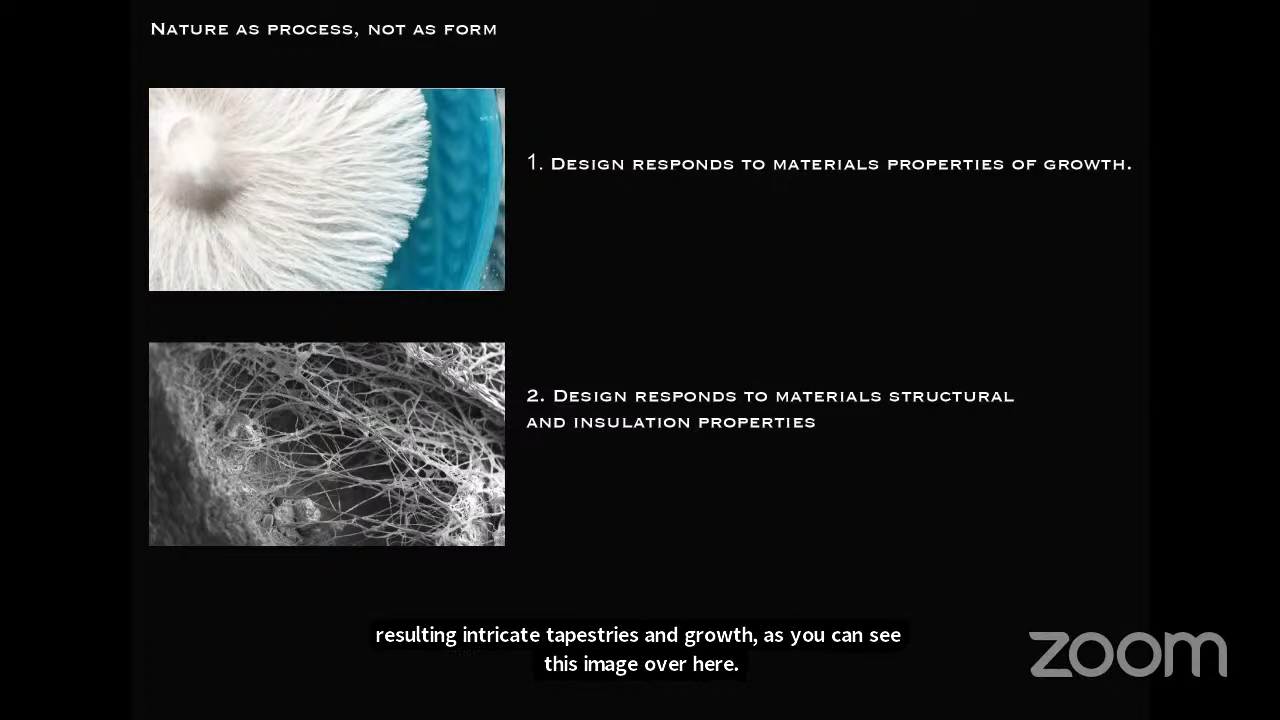 Nature as process, not as form
1. Design responds to materials properties of growth.
2. Design responds to materials structural
and insulation properties
resulting intricate tapestries and growth, as you can see
this image over here.
zoom